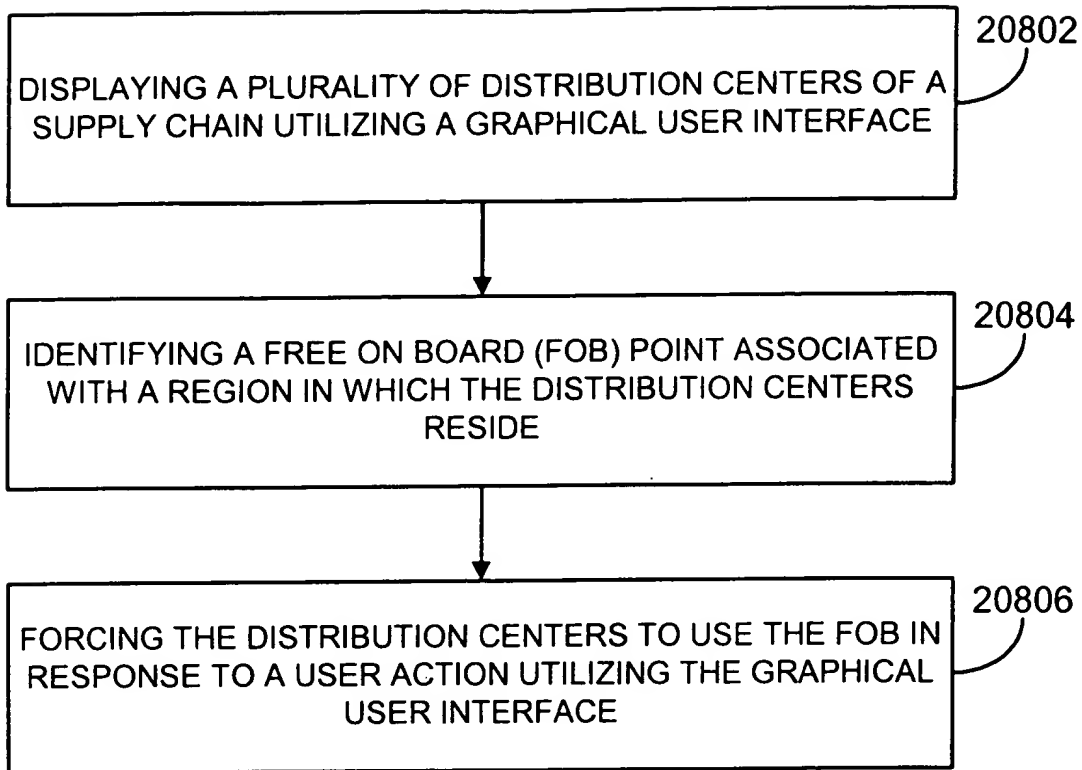 20802
DISPLAYING A PLURALITY OF DISTRIBUTION CENTERS OF A
SUPPLY CHAIN UTILIZING A GRAPHICAL USER INTERFACE
20804
IDENTIFYING A FREE ON BOARD (FOB) POINT ASSOCIATED
WITH A REGION IN WHICH THE DISTRIBUTION CENTERS
RESIDE
20806
FORCING THE DISTRIBUTION CENTERS TO USE THE FOB IN
RESPONSE TO A USER ACTION UTILIZING THE GRAPHICAL
USER INTERFACE